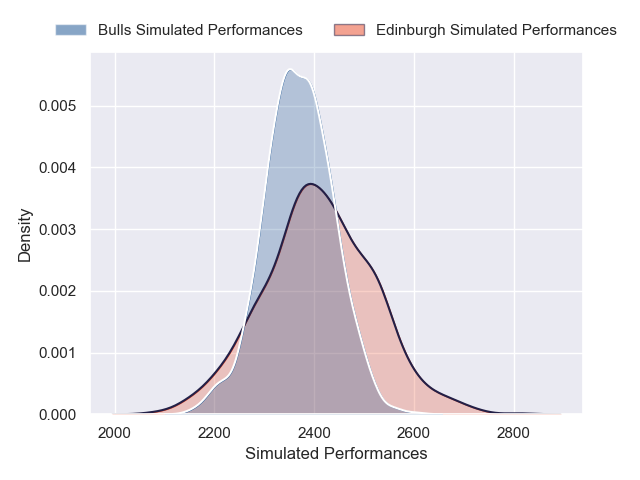 Bulls Simulated Performances Edinburgh Simulated Performances
0.005
0.004
0.003
0.002
0.001
0.000
Density
2000 2200 2400 2600 2800
Simulated Performances